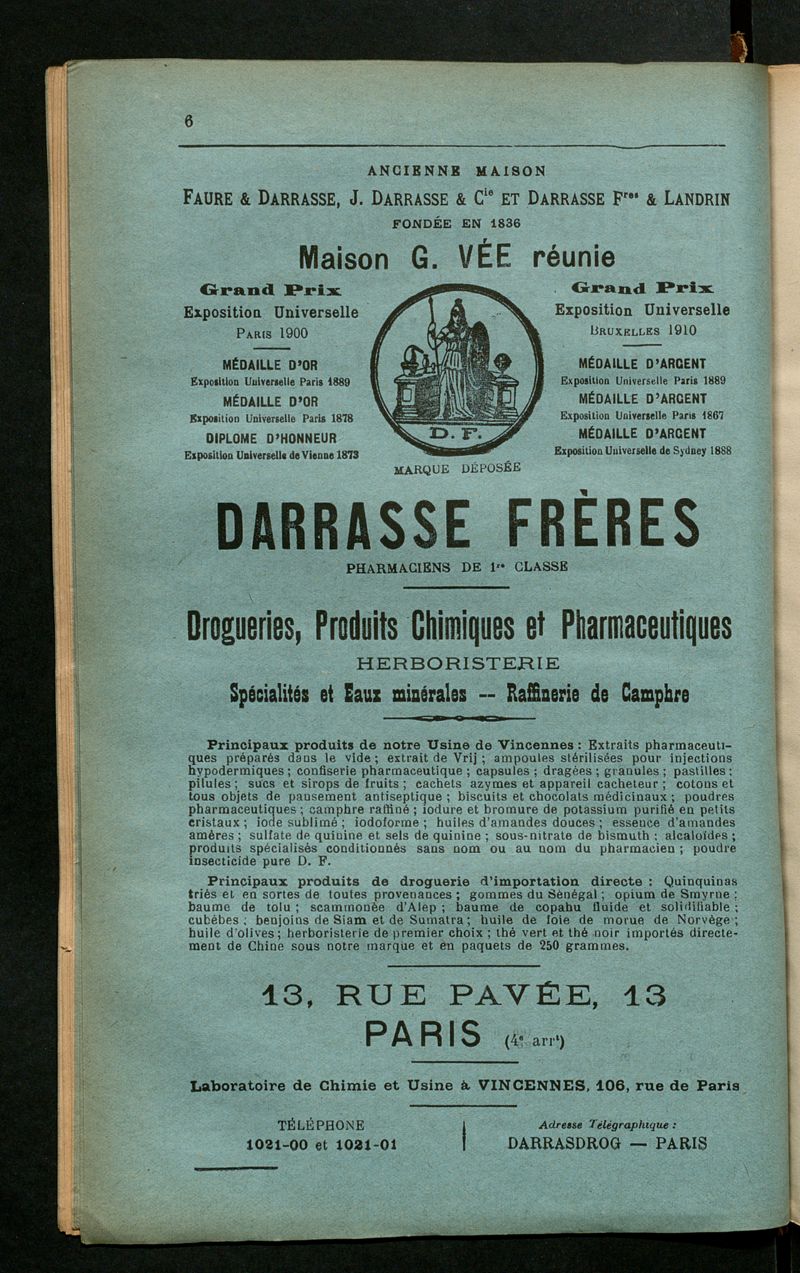 6
ANCIENNE MAISON
FAURE & DARRASSE, J. DARRASSE & Cie ET DARRASSE Fres & LANDRIN
FONDÉE EN 1836
Maison G. VÉE réunie
Grand Prix
Exposition Universelle
PARIS 1900
MÉDAILLE D'OR
Exposition Universelle Paris 1889
MÉDAILLE D'OR
Exposition Universelle Paris 1878
DIPLOME D'HONNEUR
Exposition Universelle de Vienne 1873
D. F.
MARQUE DÉPOSÉE
Grand Prix
Exposition Universelle
BRUXELLES 1910
MÉDAILLE D'ARGENT
Exposition Universelle Paris 1889
MÉDAILLE D'ARGENT
Exposition Universelle Paris 1867
MÉDAILLE D'ARGENT
Exposition Universelle de Sydney 1888
DARRASSE FRÈRES
PHARMACIENS DE 1re CLASSE
Drogueries, Produits Chimiques et Pharmaceutiques
HERBORISTERIE
Spécialités et Eaux minérales — Raffinerie de Camphre
Principaux produits de notre Usine de Vincennes : Extraits pharmaceuti-
ques préparés dans le vide ; extrait de Vrij ; ampoules stérilisées pour injections
hypodermiques ; confiserie pharmaceutique ; capsules ; dragées ; granules ; pastilles ;
pilules ; sucs et sirops de fruits ; cachets azymes et appareil cacheteur ; cotons et
tous objets de pansement antiseptique ; biscuits et chocolats médicinaux ; poudres
pharmaceutiques ; camphre raffiné ; iodure et bromure de potassium purifié en petits
cristaux ; iode sublimé ; iodoforme ; huiles d'amandes douces ; essence d'amandes
amères ; sulfate de quinine et sels de quinine ; sous-nitrate de bismuth ; alcaloïdes ;
produits spécialisés conditionnés sans nom ou au nom du pharmacien ; poudre
insecticide pure D. F.
Principaux produits de droguerie d'importation directe : Quinquinas
triés et en sortes de toutes provenances ; gommes du Sénégal ; opium de Smyrne ;
baume de tolu ; scammonée d'Alep ; baume de copahu fluide et solidifiable ;
cubèbes ; benjoins de Siam et de Sumatra ; huile de foie de morue de Norvège ;
huile d'olives ; herboristerie de premier choix ; thé vert et thé noir importés directe-
ment de Chine sous notre marque et en paquets de 250 grammes.
13, RUE PAVÉE, 13
PARIS (4e arrt)
Laboratoire de Chimie et Usine à VINCENNES, 106, rue de Paris
TÉLÉPHONE
1021-00 et 1021-01
Adresse Télégraphique :
DARRASDROG — PARIS